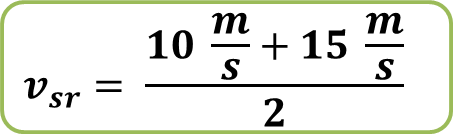 v_sr = (10 m/s + 15 m/s) / 2